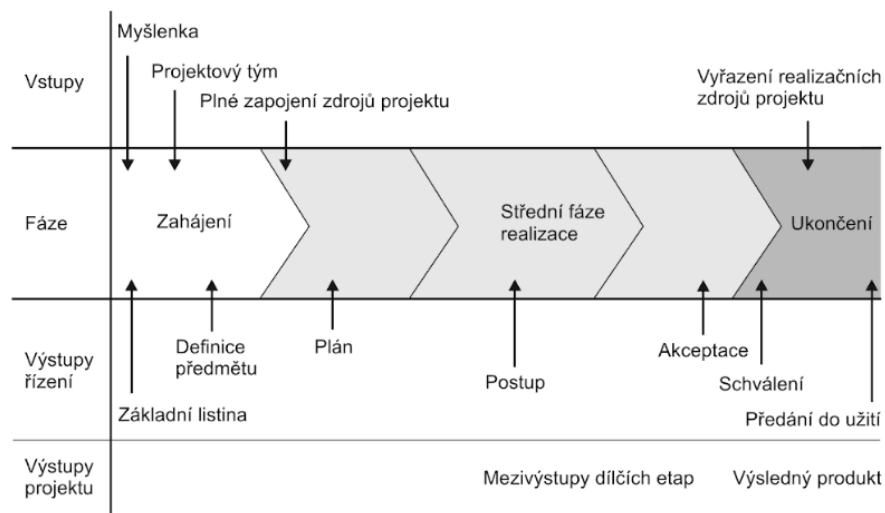 Myšlenka
Projektový tým
Plné zapojení zdrojů projektu
Vyřazení realizačních
zdrojů projektu
Vstupy
Fáze
Zahájení
Střední fáze
realizace
Ukončení
Výstupy
řízení
Definice
předmětu
Plán
Základní listina
Postup
Akceptace
Schválení
Předání do užití
Výstupy
projektu
Mezivýstupy dílčích etap
Výsledný produkt